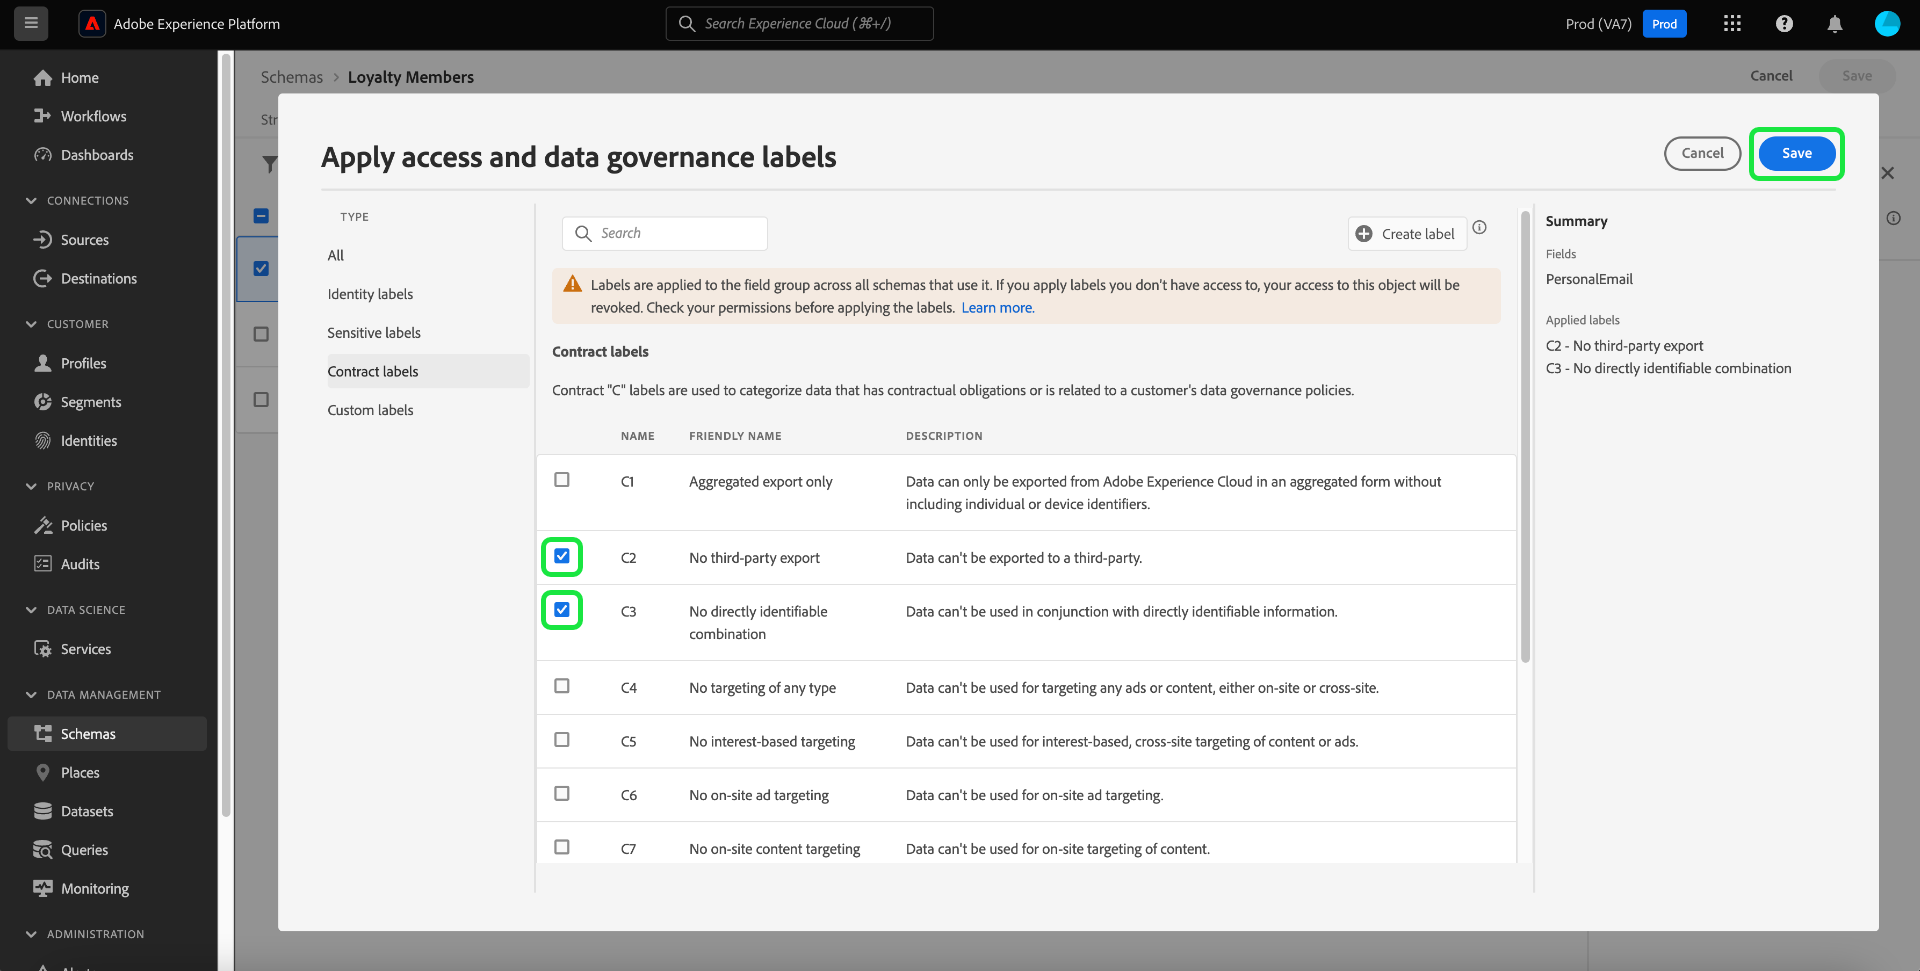 Adobe Experience Platform
Search Experience Cloud (⌘+/)
Prod (VA7)
Prod
Home
Workflows
Dashboards
CONNECTIONS
Sources
Destinations
CUSTOMER
Profiles
Segments
Identities
PRIVACY
Policies
Audits
DATA SCIENCE
Services
DATA MANAGEMENT
Schemas
Places
Datasets
Queries
Monitoring
ADMINISTRATION
Schemas > Loyalty Members
Cancel
Save
Str
Apply access and data governance labels
Cancel
Save
TYPE
All
Identity labels
Sensitive labels
Contract labels
Custom labels
Search
Create label
Labels are applied to the field group across all schemas that use it. If you apply labels you don't have access to, your access to this object will be
revoked. Check your permissions before applying the labels. Learn more.
Contract labels
Contract "C" labels are used to categorize data that has contractual obligations or is related to a customer's data governance policies.
NAME FRIENDLY NAME DESCRIPTION
C1 Aggregated export only Data can only be exported from Adobe Experience Cloud in an aggregated form without
including individual or device identifiers.
C2 No third-party export Data can't be exported to a third-party.
C3 No directly identifiable Data can't be used in conjunction with directly identifiable information.
combination
C4 No targeting of any type Data can't be used for targeting any ads or content, either on-site or cross-site.
C5 No interest-based targeting Data can't be used for interest-based, cross-site targeting of content or ads.
C6 No on-site ad targeting Data can't be used for on-site ad targeting.
C7 No on-site content targeting Data can't be used for on-site targeting of content.
Summary
Fields
PersonalEmail
Applied labels
C2 - No third-party export
C3 - No directly identifiable combination